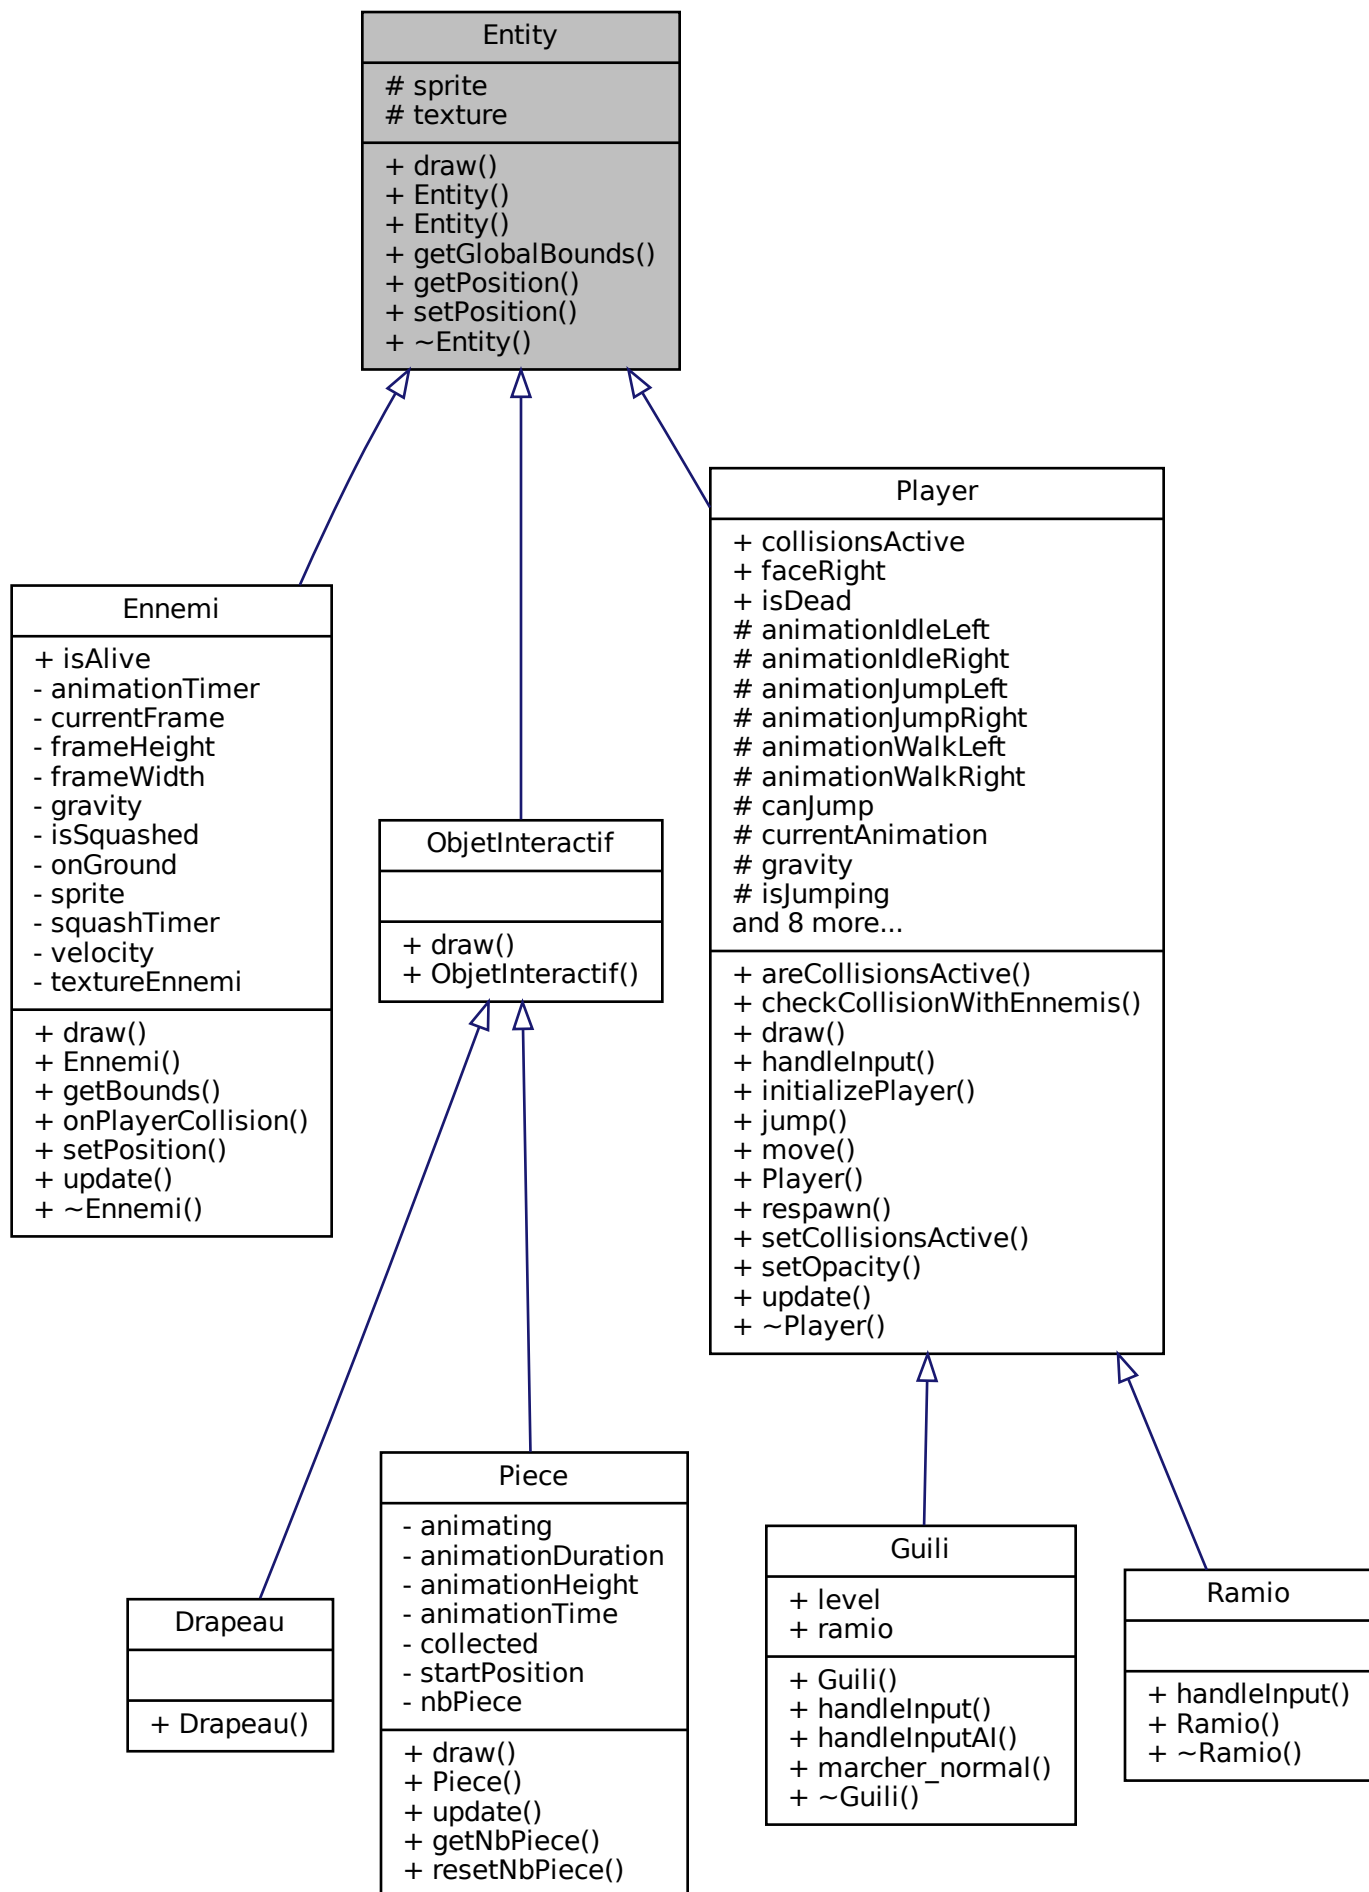 Entity
# sprite
# texture
+ draw()
+ Entity()
+ Entity()
+ getGlobalBounds()
+ getPosition()
+ setPosition()
+ ~Entity()
Ennemi
+ isAlive
- animationTimer
- currentFrame
- frameHeight
- frameWidth
- gravity
- isSquashed
- onGround
- sprite
- squashTimer
- velocity
- textureEnnemi
+ draw()
+ Ennemi()
+ getBounds()
+ onPlayerCollision()
+ setPosition()
+ update()
+ ~Ennemi()
ObjetInteractif
+ draw()
+ ObjetInteractif()
Player
+ collisionsActive
+ faceRight
+ isDead
# animationIdleLeft
# animationIdleRight
# animationJumpLeft
# animationJumpRight
# animationWalkLeft
# animationWalkRight
# canJump
# currentAnimation
# gravity
# isJumping
and 8 more...
+ areCollisionsActive()
+ checkCollisionWithEnnemis()
+ draw()
+ handleInput()
+ initializePlayer()
+ jump()
+ move()
+ Player()
+ respawn()
+ setCollisionsActive()
+ setOpacity()
+ update()
+ ~Player()
Drapeau
+ Drapeau()
Piece
- animating
- animationDuration
- animationHeight
- animationTime
- collected
- startPosition
- nbPiece
+ draw()
+ Piece()
+ update()
+ getNbPiece()
+ resetNbPiece()
Guili
+ level
+ ramio
+ Guili()
+ handleInput()
+ handleInputAI()
+ marcher_normal()
+ ~Guili()
Ramio
+ handleInput()
+ Ramio()
+ ~Ramio()